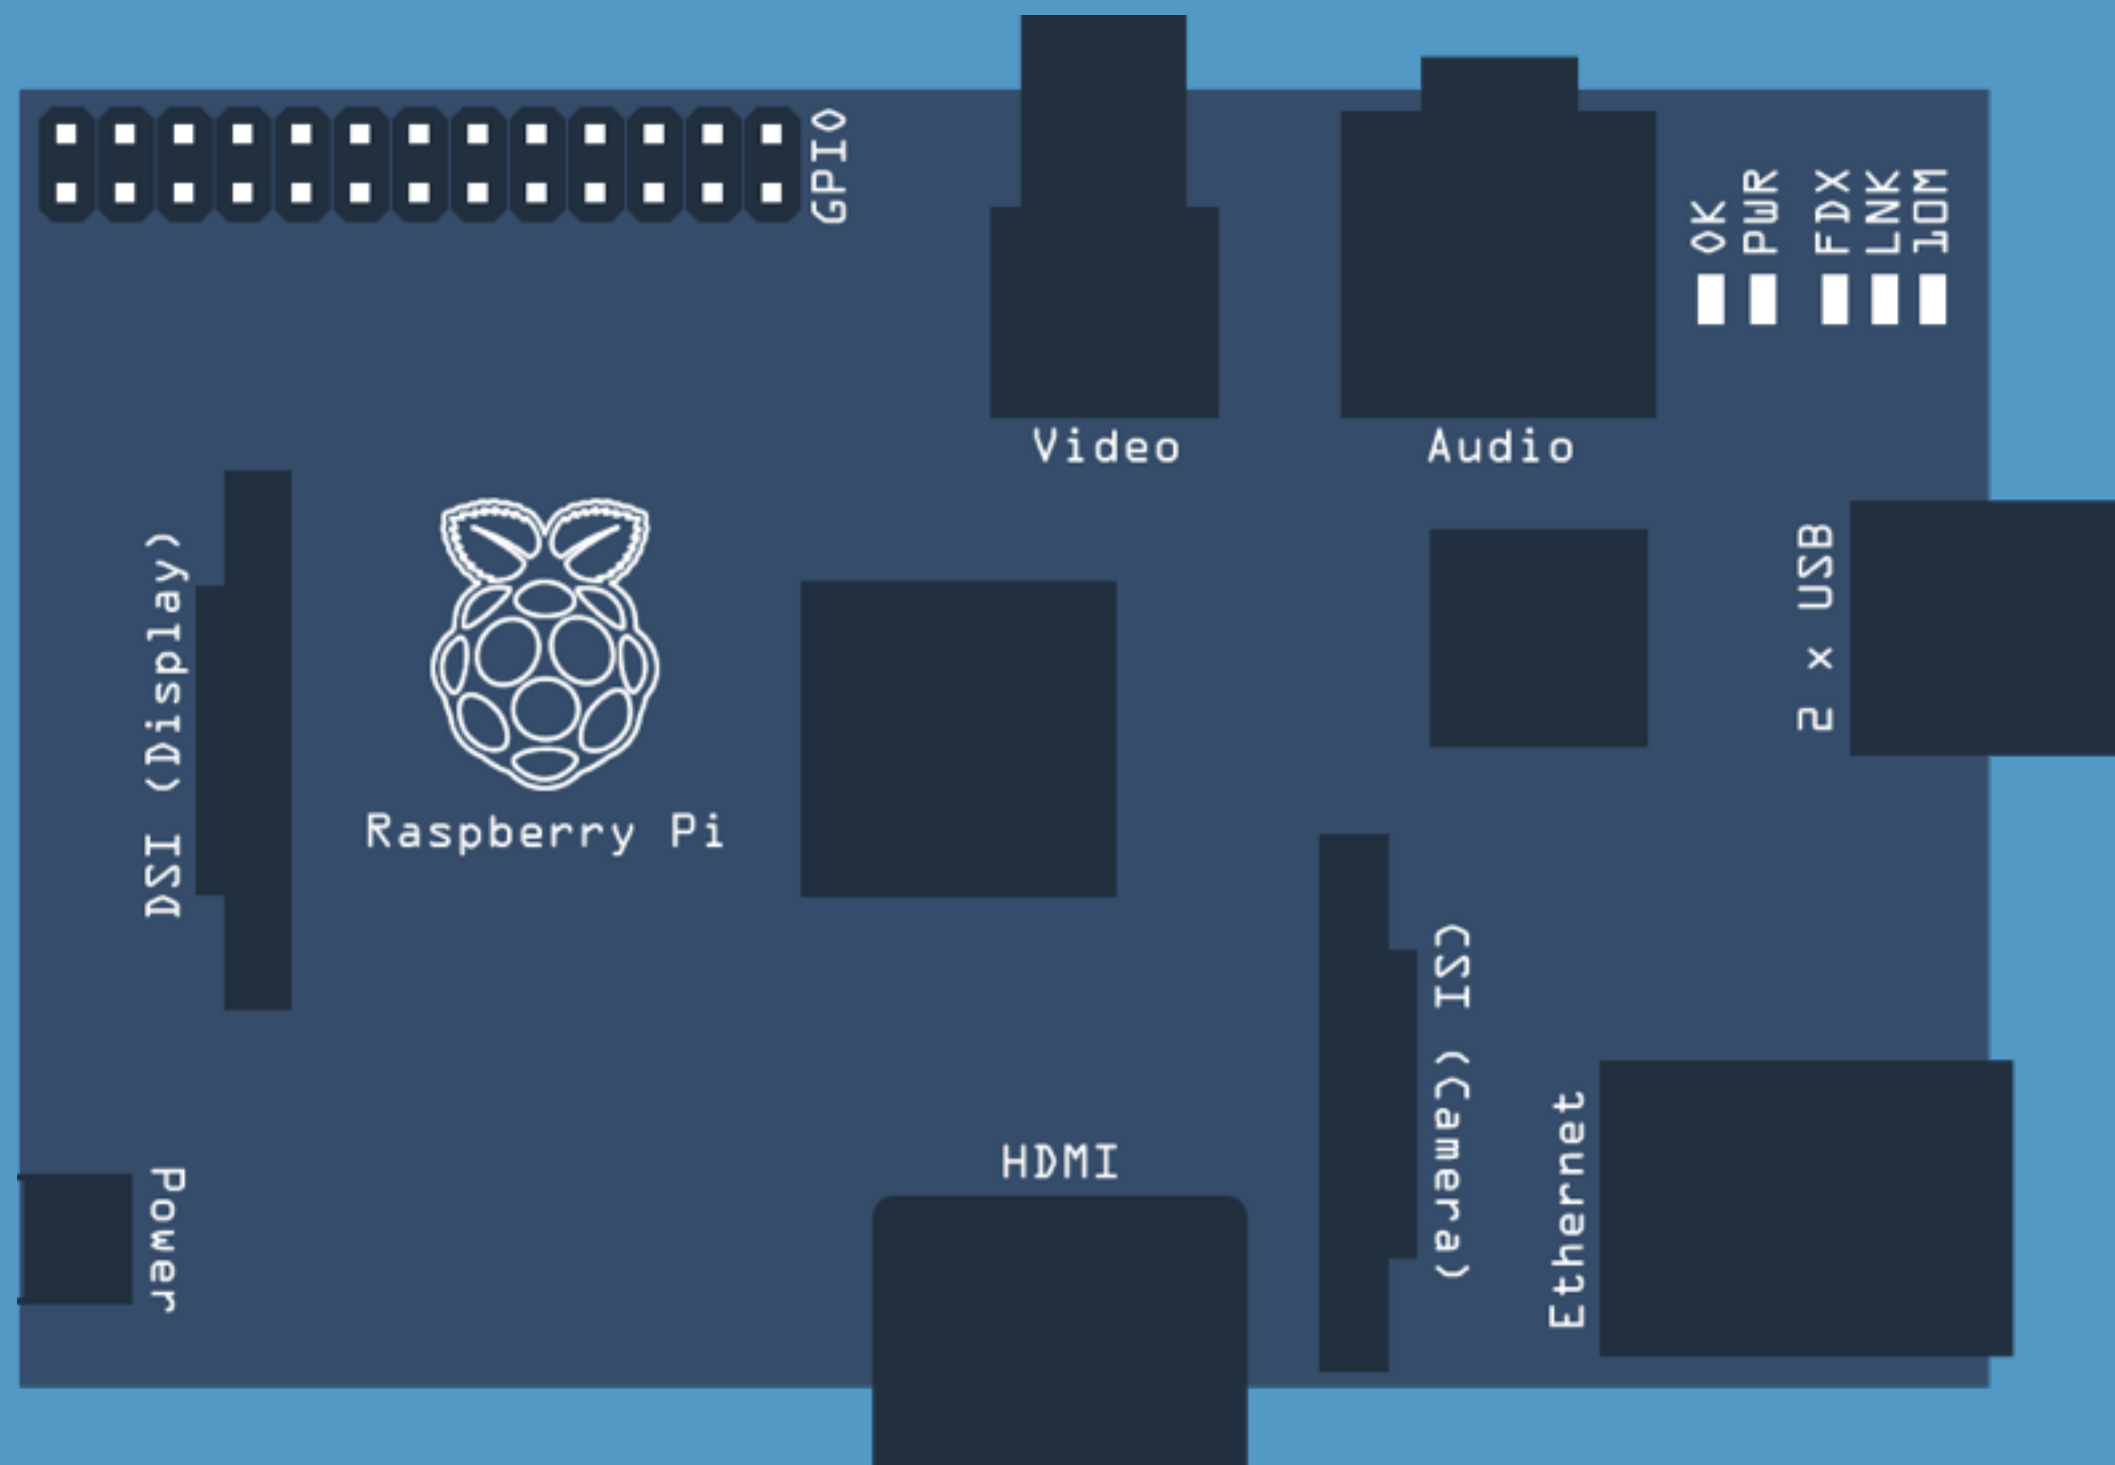 GPIO
OK
PWR
FDX
LNK
10M
Video
Audio
DSI (Display)
2 x USB
Raspberry Pi
CSI (Camera)
Ethernet
HDMI
Power